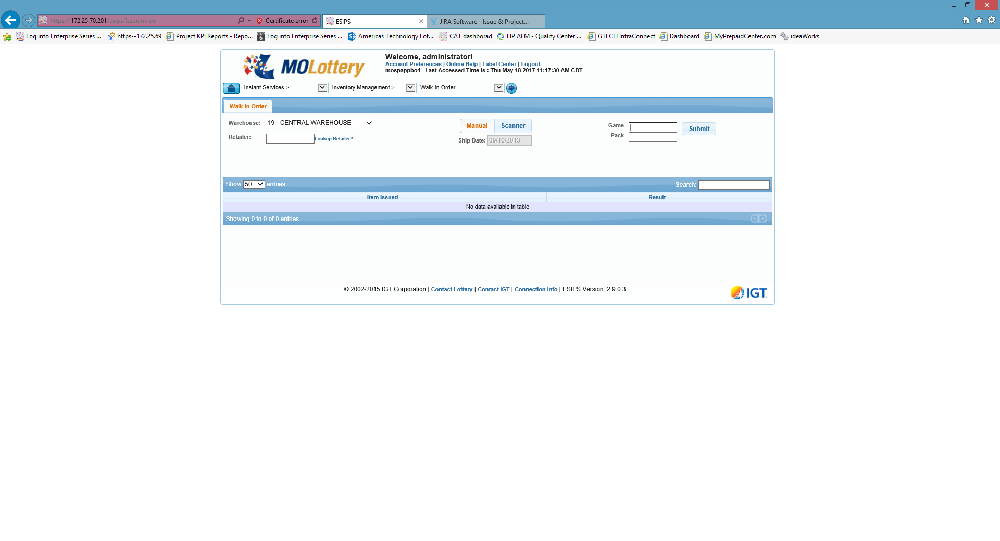 https://172.25.70.201/esips/issueinv.do Certificate error ESIPS JIRA Software - Issue & Project...
Log into Enterprise Series ... https--172.25.69 Project KPI Reports - Repo... EAP 6 Log into Enterprise Series ... Americas Technology Lot... CAT dashborad HP ALM - Quality Center ... GTECH IntraConnect Dashboard MyPrepaidCenter.com ideaWorks
MOLottery
Welcome, administrator!
Account Preferences | Online Help | Label Center | Logout
mospappbo4 Last Accessed Time is : Thu May 18 2017 11:17:30 AM CDT
Instant Services > Inventory Management > Walk-In Order
Walk-In Order
Warehouse: 19 - CENTRAL WAREHOUSE Manual Scanner Game Submit
Retailer: Lookup Retailer? Ship Date: 09/10/2013 Pack
Show 50 entries Search:
Item Issued Result
No data available in table
Showing 0 to 0 of 0 entries
© 2002-2015 IGT Corporation | Contact Lottery | Contact IGT | Connection Info | ESIPS Version: 2.9.0.3
IGT